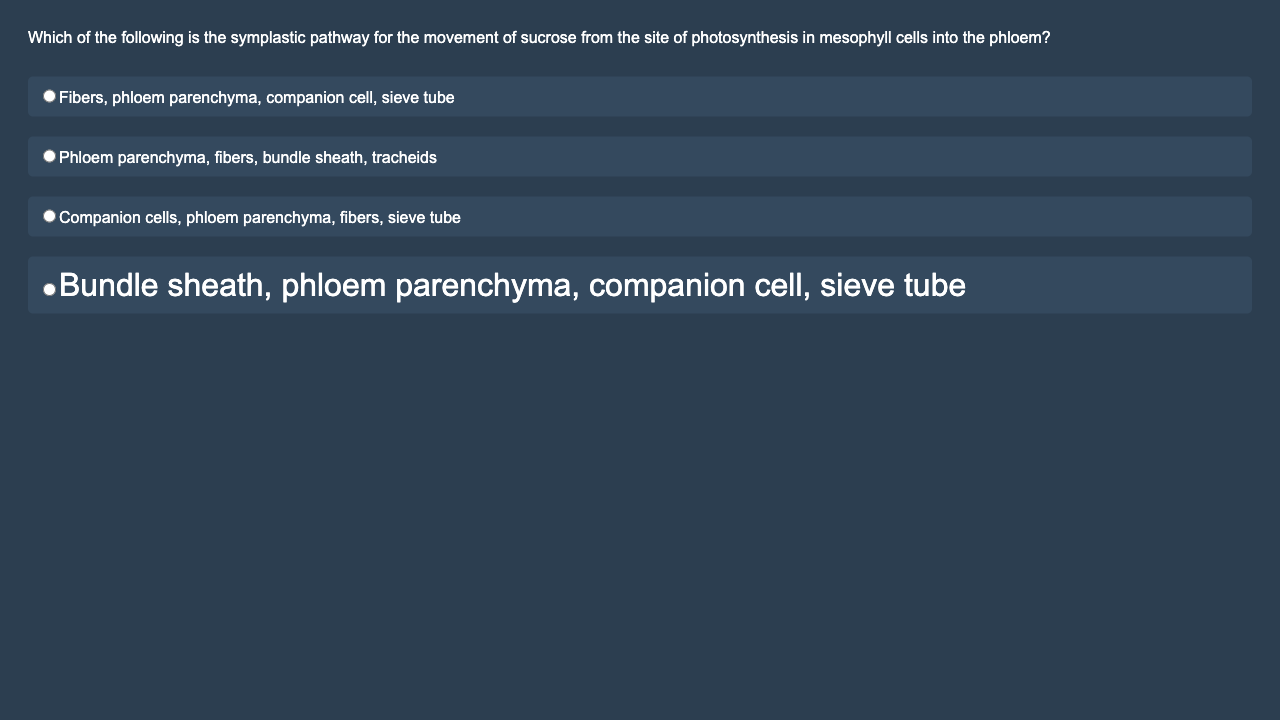 Which of the following is the symplastic pathway for the movement of sucrose from the site of photosynthesis in mesophyll cells into the phloem?
Fibers, phloem parenchyma, companion cell, sieve tube
Phloem parenchyma, fibers, bundle sheath, tracheids
Companion cells, phloem parenchyma, fibers, sieve tube
Bundle sheath, phloem parenchyma, companion cell, sieve tube